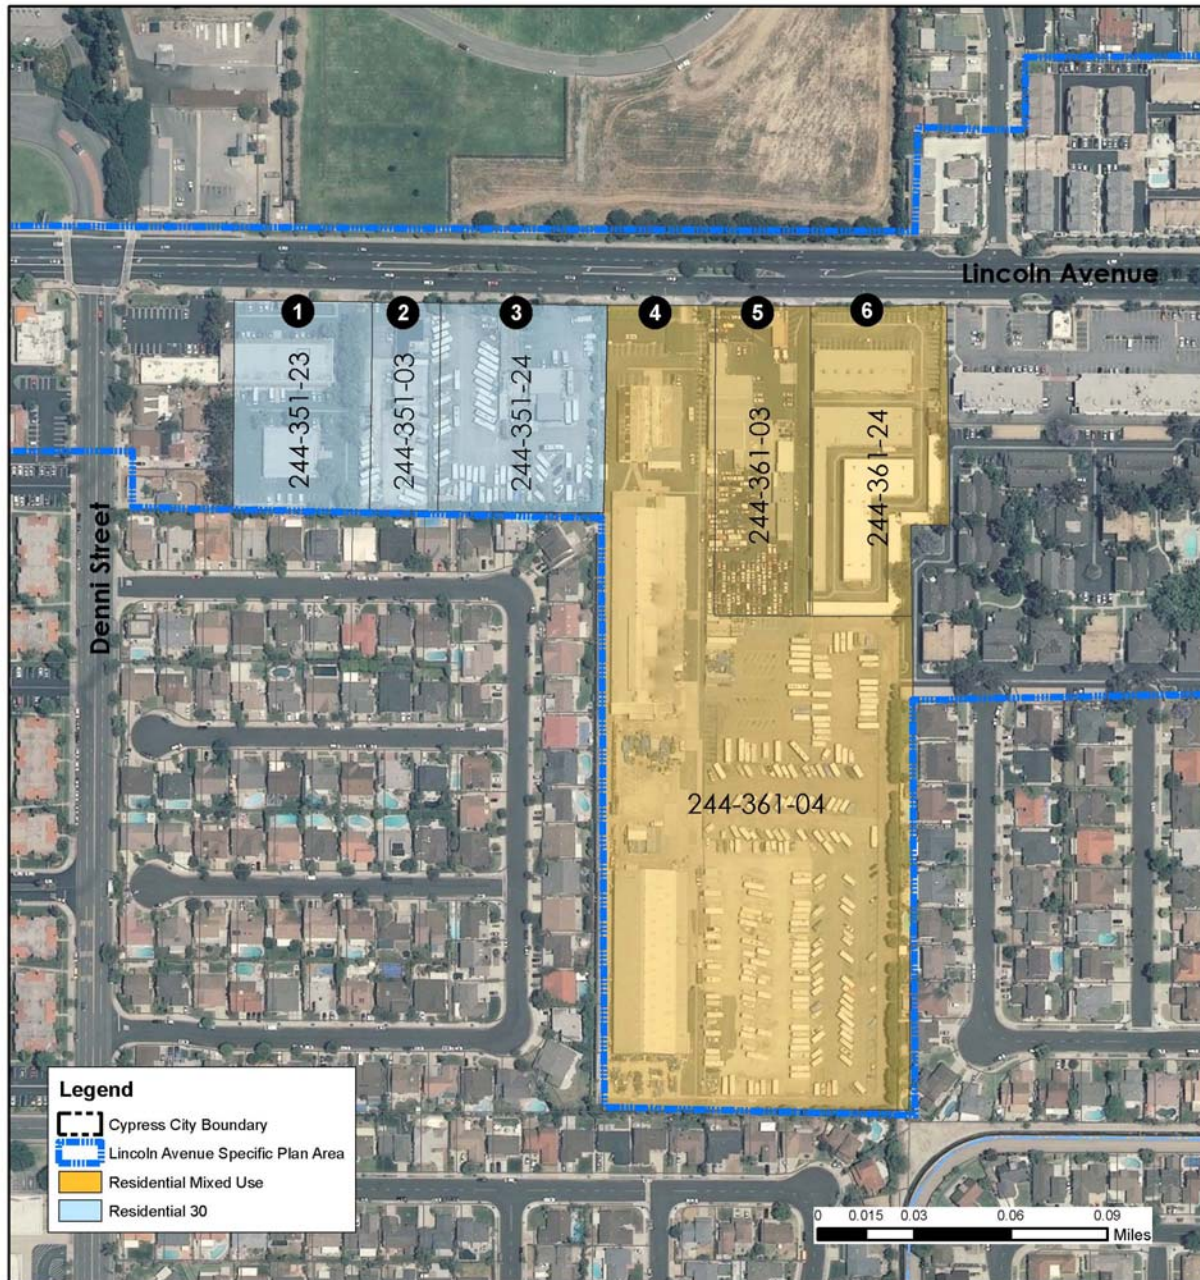 Lincoln Avenue
1
2
3
4
5
6
244-351-23
244-351-03
244-351-24
244-361-03
244-361-24
Denni Street
244-361-04
Legend
Cypress City Boundary
Lincoln Avenue Specific Plan Area
Residential Mixed Use
Residential 30
0 0.015 0.03 0.06 0.09
Miles